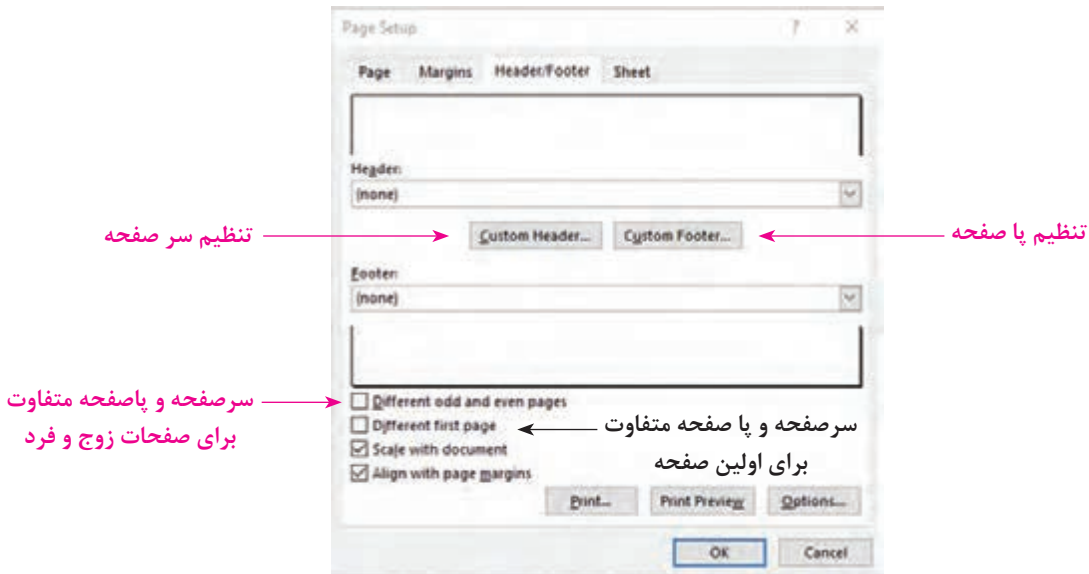 Page Setup
? ×
Page Margins Header/Footer Sheet
Header:
(none)
تنظیم سر صفحه
Custom Header... Custom Footer...
تنظیم پا صفحه
Footer:
(none)
سرصفحه و پاصفحه متفاوت
برای صفحات زوج و فرد
Different odd and even pages
Different first page
سرصفحه و پا صفحه متفاوت
برای اولین صفحه
Scale with document
Align with page margins
Print... Print Preview Options...
OK Cancel